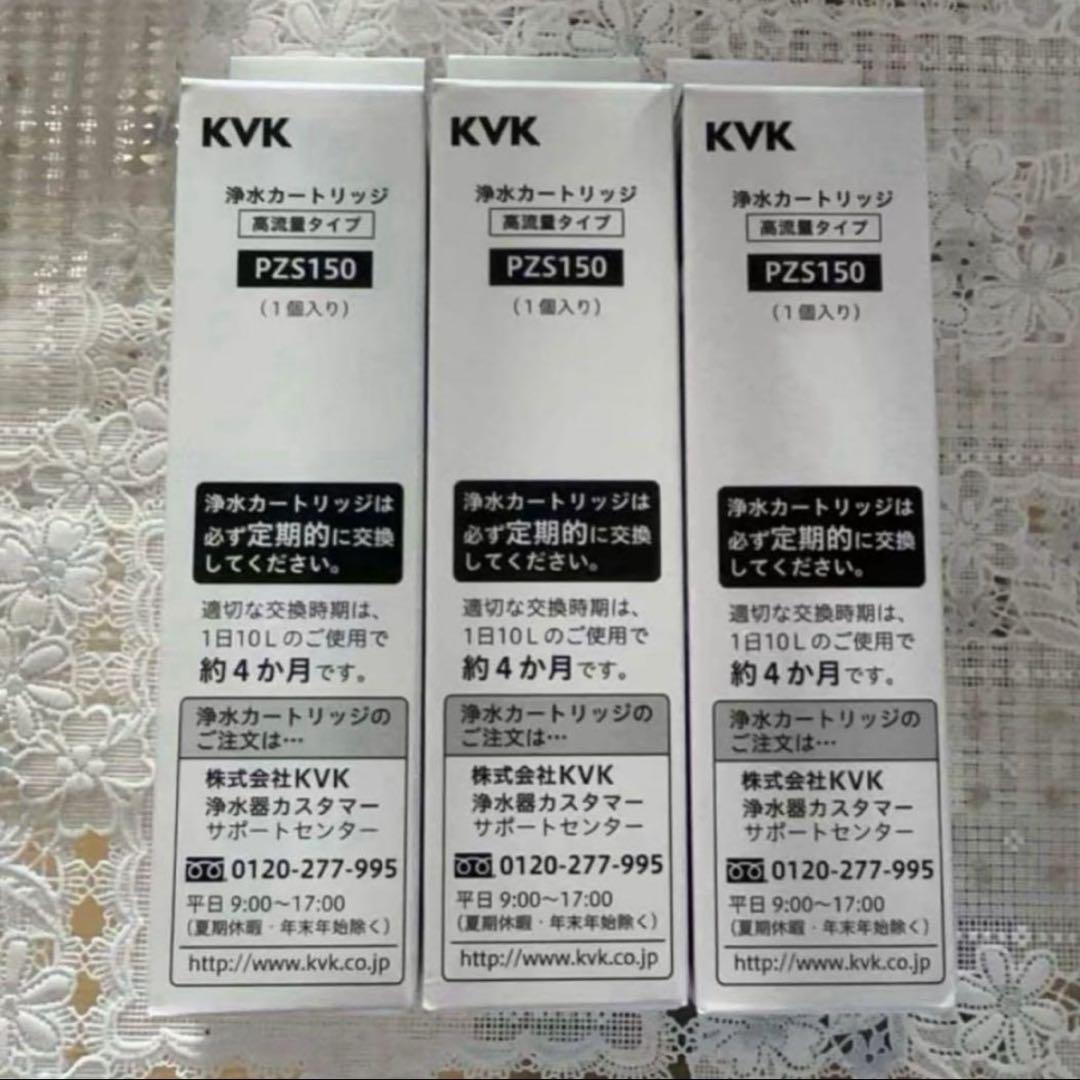 KVK
浄水カートリッジ
高流量タイプ
PZS150
(1個入り)
浄水カートリッジは
必ず定期的に交換
してください。
適切な交換時期は、
1日10Lのご使用で
約4か月です。
浄水カートリッジの
ご注文は…
株式会社KVK
浄水器カスタマー
サポートセンター
0120-277-995
平日 9:00～17:00
(夏期休暇・年末年始除く)
http://www.kvk.co.jp
KVK
浄水カートリッジ
高流量タイプ
PZS150
(1個入り)
浄水カートリッジは
必ず定期的に交換
してください。
適切な交換時期は、
1日10Lのご使用で
約4か月です。
浄水カートリッジの
ご注文は…
株式会社KVK
浄水器カスタマー
サポートセンター
0120-277-995
平日 9:00～17:00
(夏期休暇・年末年始除く)
http://www.kvk.co.jp
KVK
浄水カートリッジ
高流量タイプ
PZS150
(1個入り)
浄水カートリッジは
必ず定期的に交換
してください。
適切な交換時期は、
1日10Lのご使用で
約4か月です。
浄水カートリッジの
ご注文は…
株式会社KVK
浄水器カスタマー
サポートセンター
0120-277-995
平日 9:00～17:00
(夏期休暇・年末年始除く)
http://www.kvk.co.jp